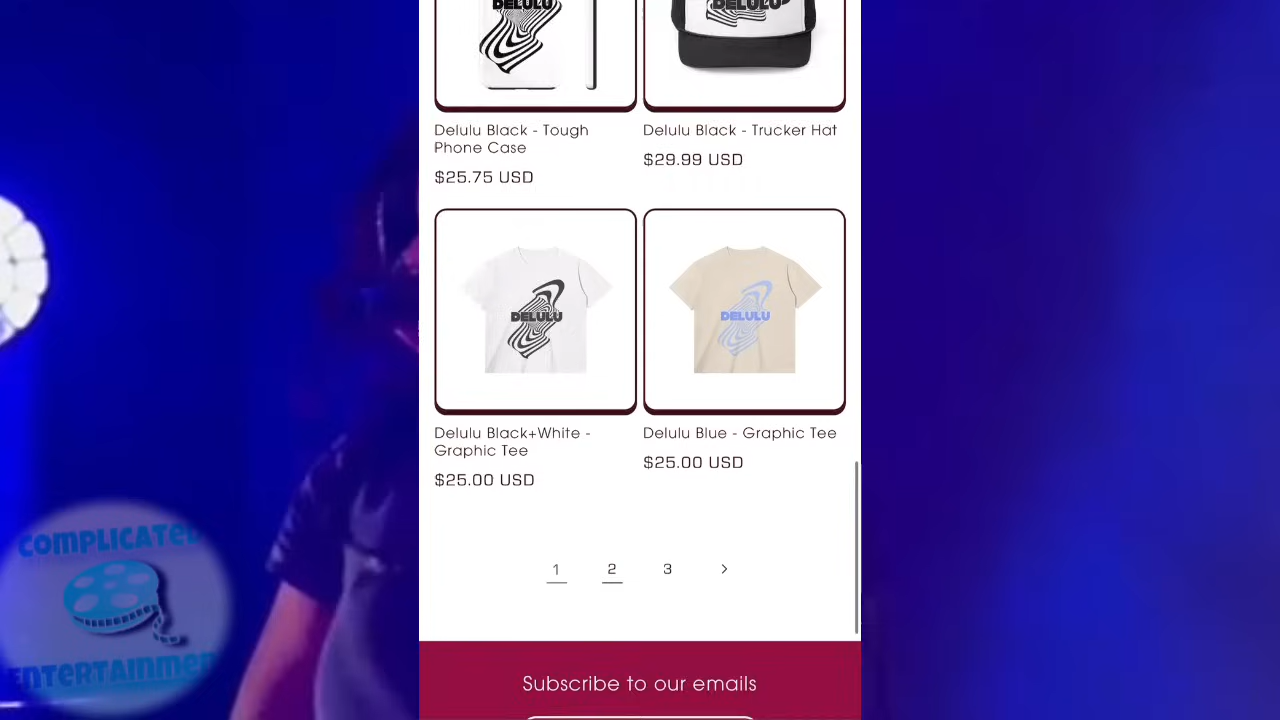 DELULU
DELULU
Delulu Black - Tough
Phone Case
$25.75 USD
Delulu Black - Trucker Hat
$29.99 USD
DELULU
DELULU
Delulu Black+White -
Graphic Tee
$25.00 USD
Delulu Blue - Graphic Tee
$25.00 USD
1 2 3
Subscribe to our emails
COMPLICATED
ENTERTAINMENT